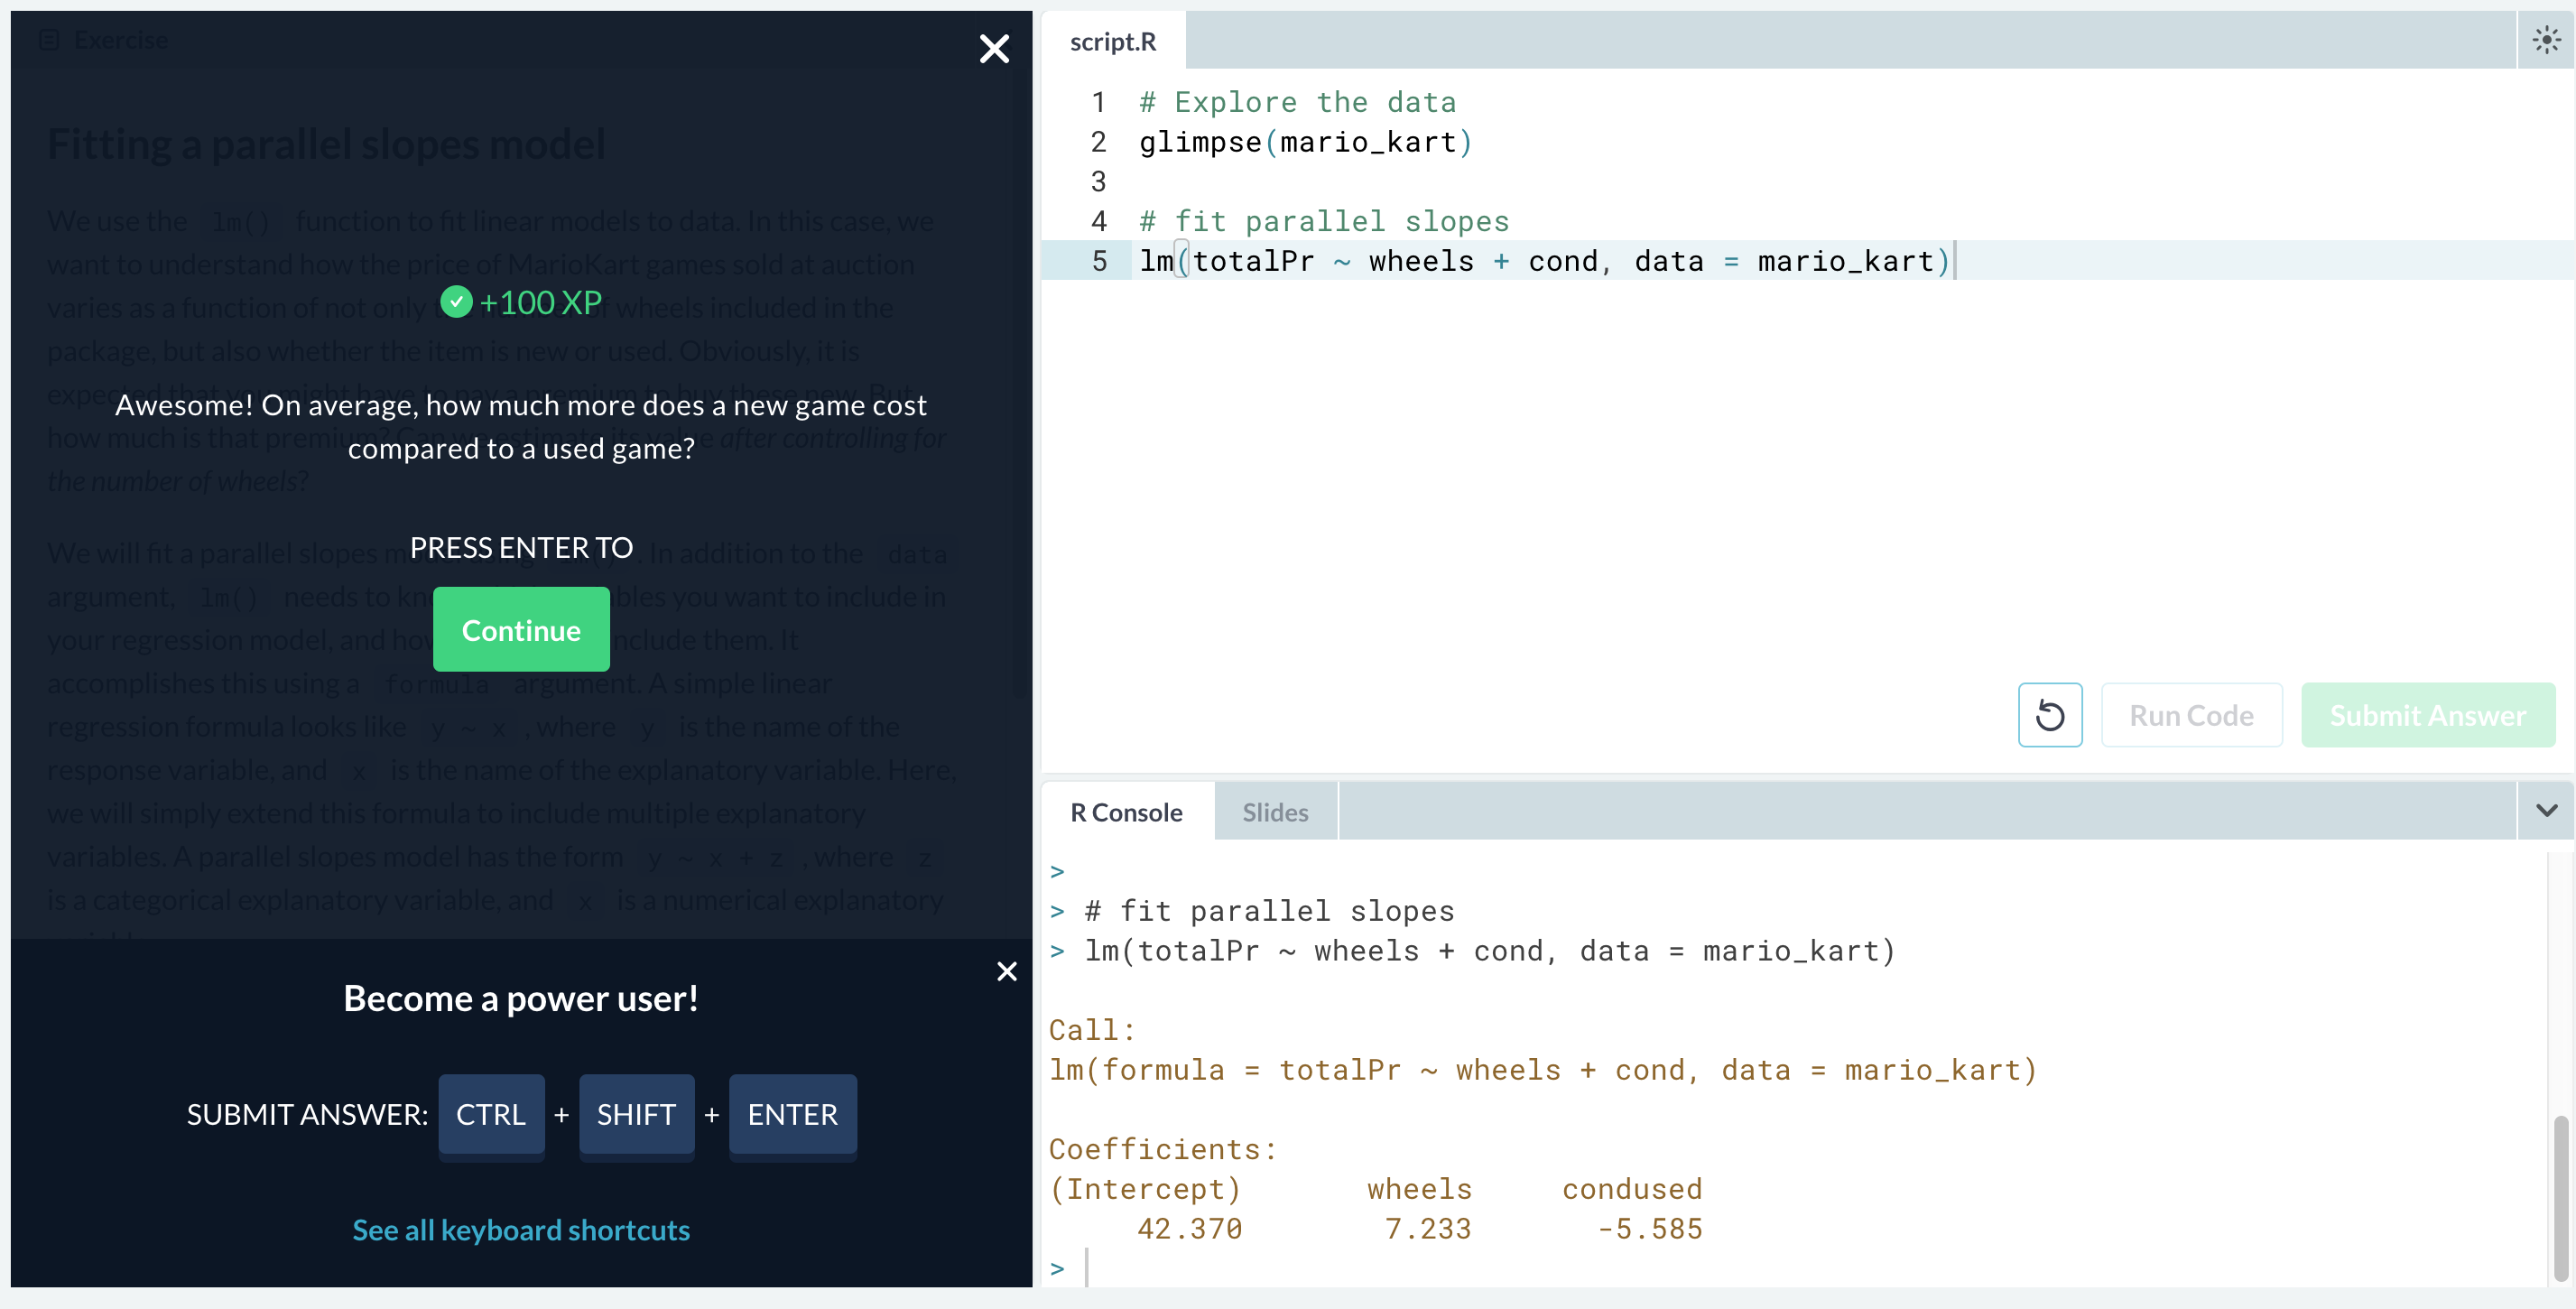 Exercise
Fitting a parallel slopes model
We use the lm() function to fit linear models to data. In this case, we
want to understand how the price of MarioKart games sold at auction
varies as a function of not only the number of wheels included in the
package, but also whether the item is new or used. Obviously, it is
expected that you might have to pay a premium to buy these new. But
how much is that premium? Can we estimate its value after controlling for
the number of wheels?
We will fit a parallel slopes model using lm(). In addition to the data
argument, lm() needs to know bles you want to include in
your regression model, and how include them. It
accomplishes this using a formula argument. A simple linear
regression formula looks like y ~ x , where y is the name of the
response variable, and x is the name of the explanatory variable. Here,
we will simply extend this formula to include multiple explanatory
variables. A parallel slopes model has the form y ~ x + z , where z
is a categorical explanatory variable, and x is a numerical explanatory
+100 XP
Awesome! On average, how much more does a new game cost
compared to a used game?
PRESS ENTER TO
Continue
Become a power user!
SUBMIT ANSWER: CTRL + SHIFT + ENTER
See all keyboard shortcuts
script.R
1 # Explore the data
2 glimpse(mario_kart)
3
4 # fit parallel slopes
5 lm(totalPr ~ wheels + cond, data = mario_kart)
Run Code
Submit Answer
R Console
Slides
>
> # fit parallel slopes
> lm(totalPr ~ wheels + cond, data = mario_kart)
Call:
lm(formula = totalPr ~ wheels + cond, data = mario_kart)
Coefficients:
(Intercept) wheels condused
42.370 7.233 -5.585
>